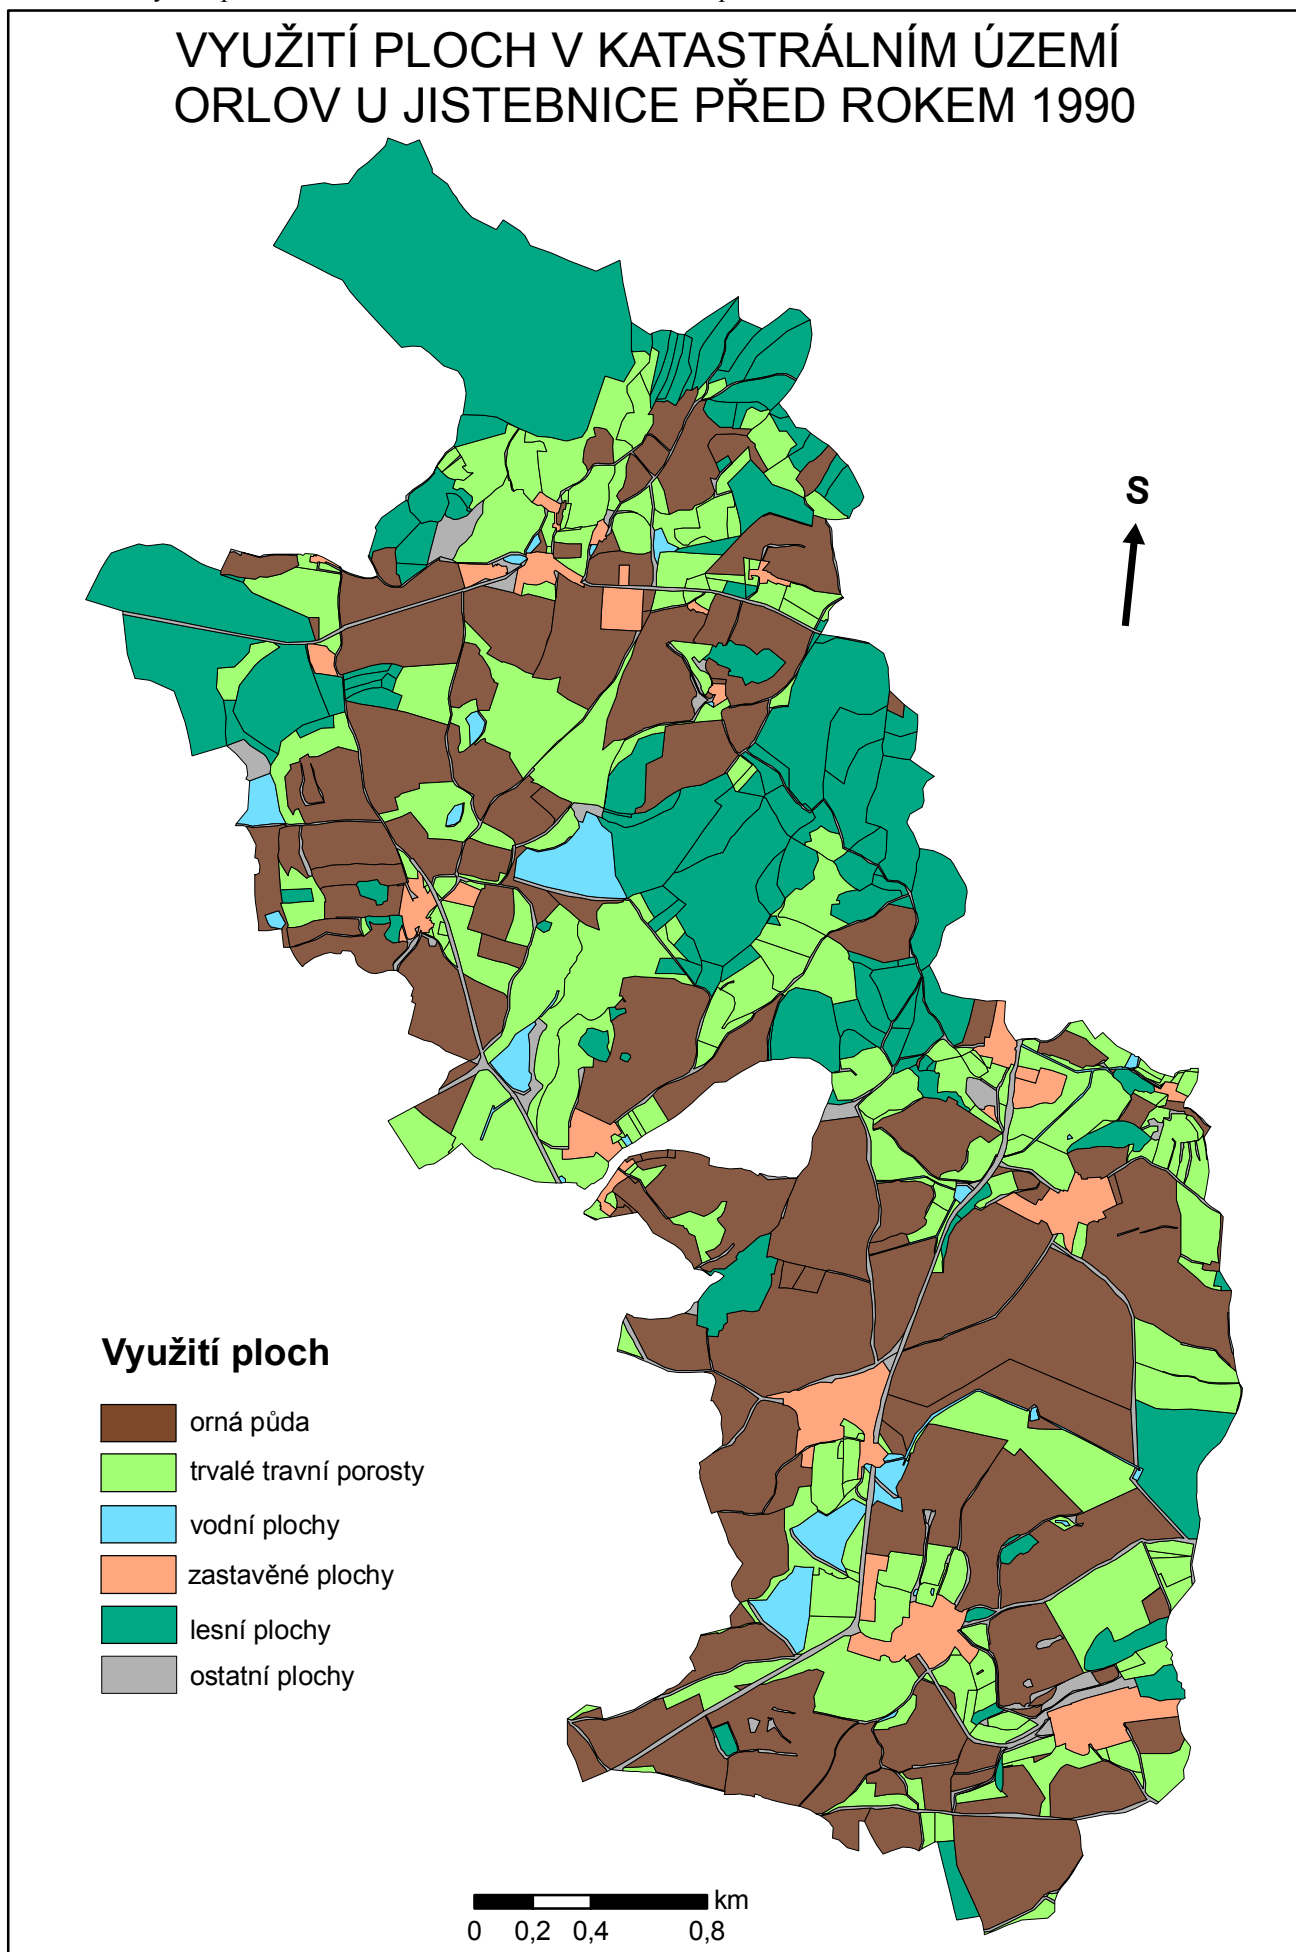 VYUŽITÍ PLOCH V KATASTRÁLNÍM ÚZEMÍ
ORLOV U JISTEBNICE PŘED ROKEM 1990
S
Využití ploch
orná půda
trvalé travní porosty
vodní plochy
zastavěné plochy
lesní plochy
ostatní plochy
km
0 0,2 0,4 0,8